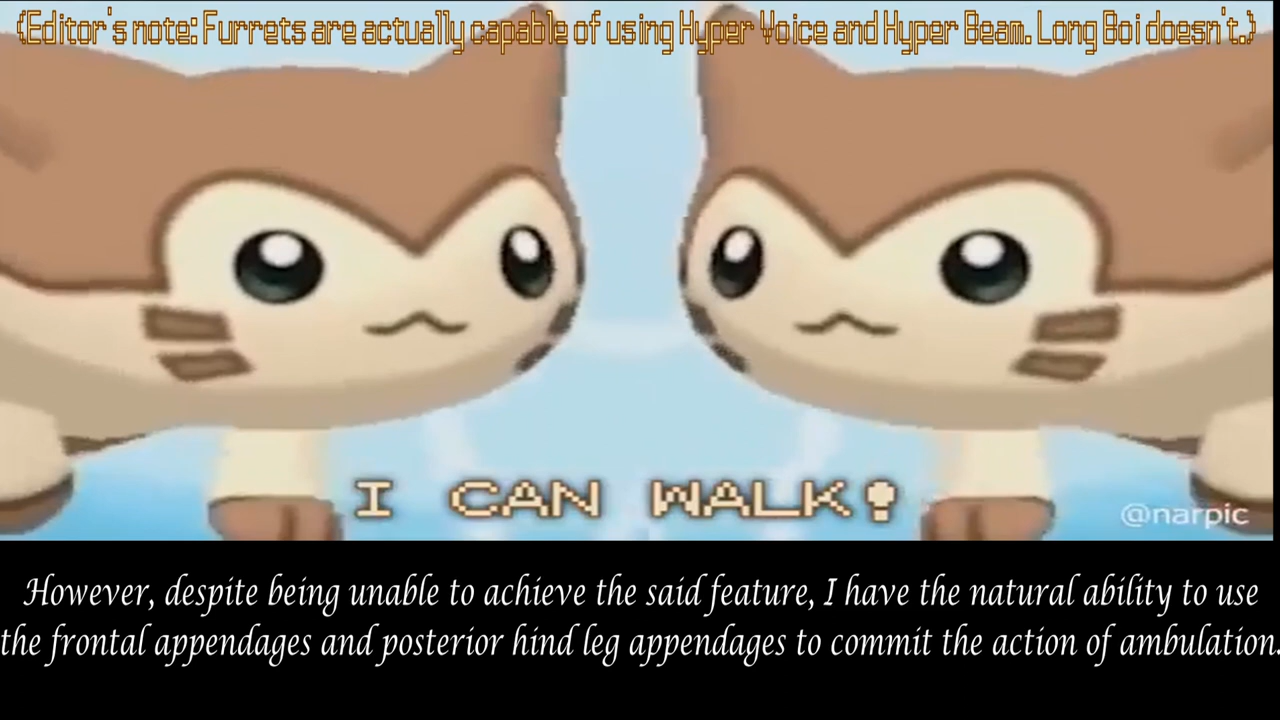 (Editor's note: Furrets are actually capable of using Hyper Voice and Hyper Beam. Long Boi doesn't.)
I CAN WALK!
@narpic
However, despite being unable to achieve the said feature, I have the natural ability to use
the frontal appendages and posterior hind leg appendages to commit the action of ambulation.